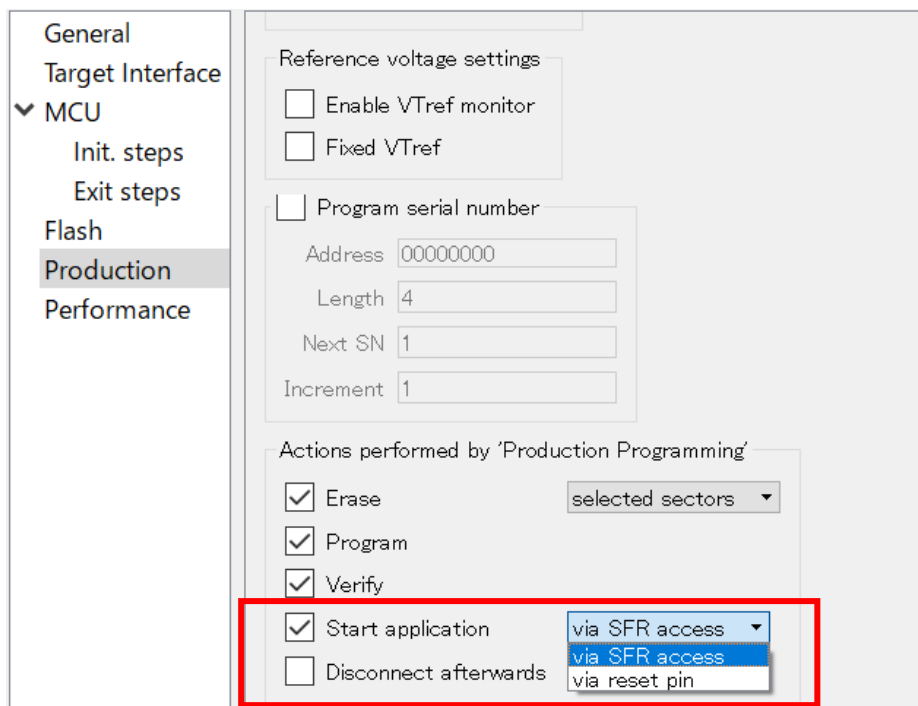 General
Target Interface
MCU
Init. steps
Exit steps
Flash
Production
Performance
Reference voltage settings
Enable VTref monitor
Fixed VTref
Program serial number
Address 00000000
Length 4
Next SN 1
Increment 1
Actions performed by 'Production Programming'
Erase selected sectors
Program
Verify
Start application via SFR access
via SFR access
Disconnect afterwards via reset pin